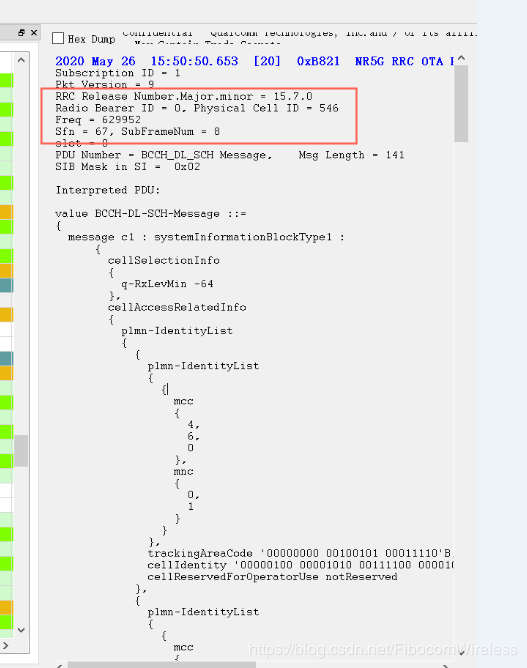 Hex Dump
Confidential - Qualcomm Technologies, Inc.and / or its affili
May Contain Trade Secrets
2020 May 26 15:50:50.653 [20] 0xB821 NR5G RRC OTA
Subscription ID = 1
Pkt Version = 9
RRC Release Number.Major.minor = 15.7.0
Radio Bearer ID = 0, Physical Cell ID = 546
Freq = 629952
Sfn = 67, SubFrameNum = 8
slot = 0
PDU Number = BCCH_DL_SCH Message, Msg Length = 141
SIB Mask in SI = 0x02
Interpreted PDU:
value BCCH-DL-SCH-Message ::=
{
message c1 : systemInformationBlockType1 :
{
cellSelectionInfo
{
q-RxLevMin -64
},
cellAccessRelatedInfo
{
plmn-IdentityList
{
{
plmn-IdentityList
{
{
mcc
{
4,
6,
0
},
mnc
{
0,
1
}
}
},
trackingAreaCode '00000000 00100101 00011110'B
cellIdentity '00000100 00001010 00111100 00001
cellReservedForOperatorUse notReserved
},
{
plmn-IdentityList
{
{
mcc
{
https://blog.csdn.net/FibocomWireless